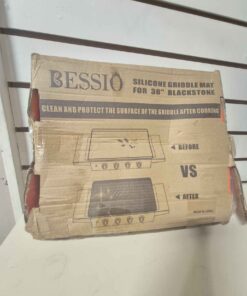 BESSIO
SILICONE GRIDDLE MAT
FOR 36" BLACKSTONE
CLEAN AND PROTECT THE SURFACE OF THE GRIDDLE AFTER COOKING
BEFORE
VS
AFTER